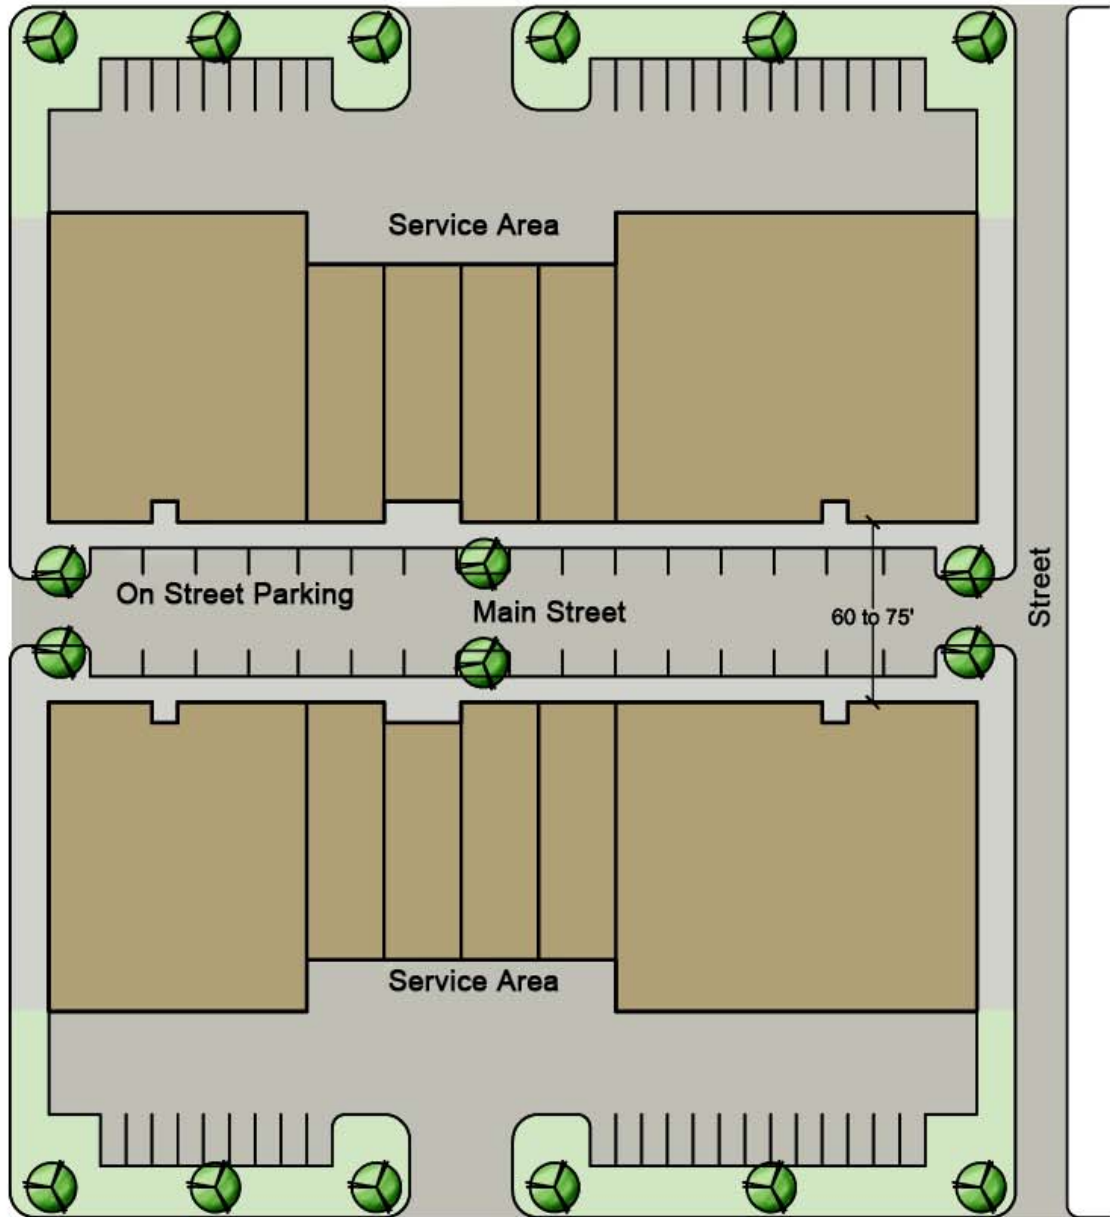 Service Area
On Street Parking
Main Street
60 to 75'
Street
Service Area